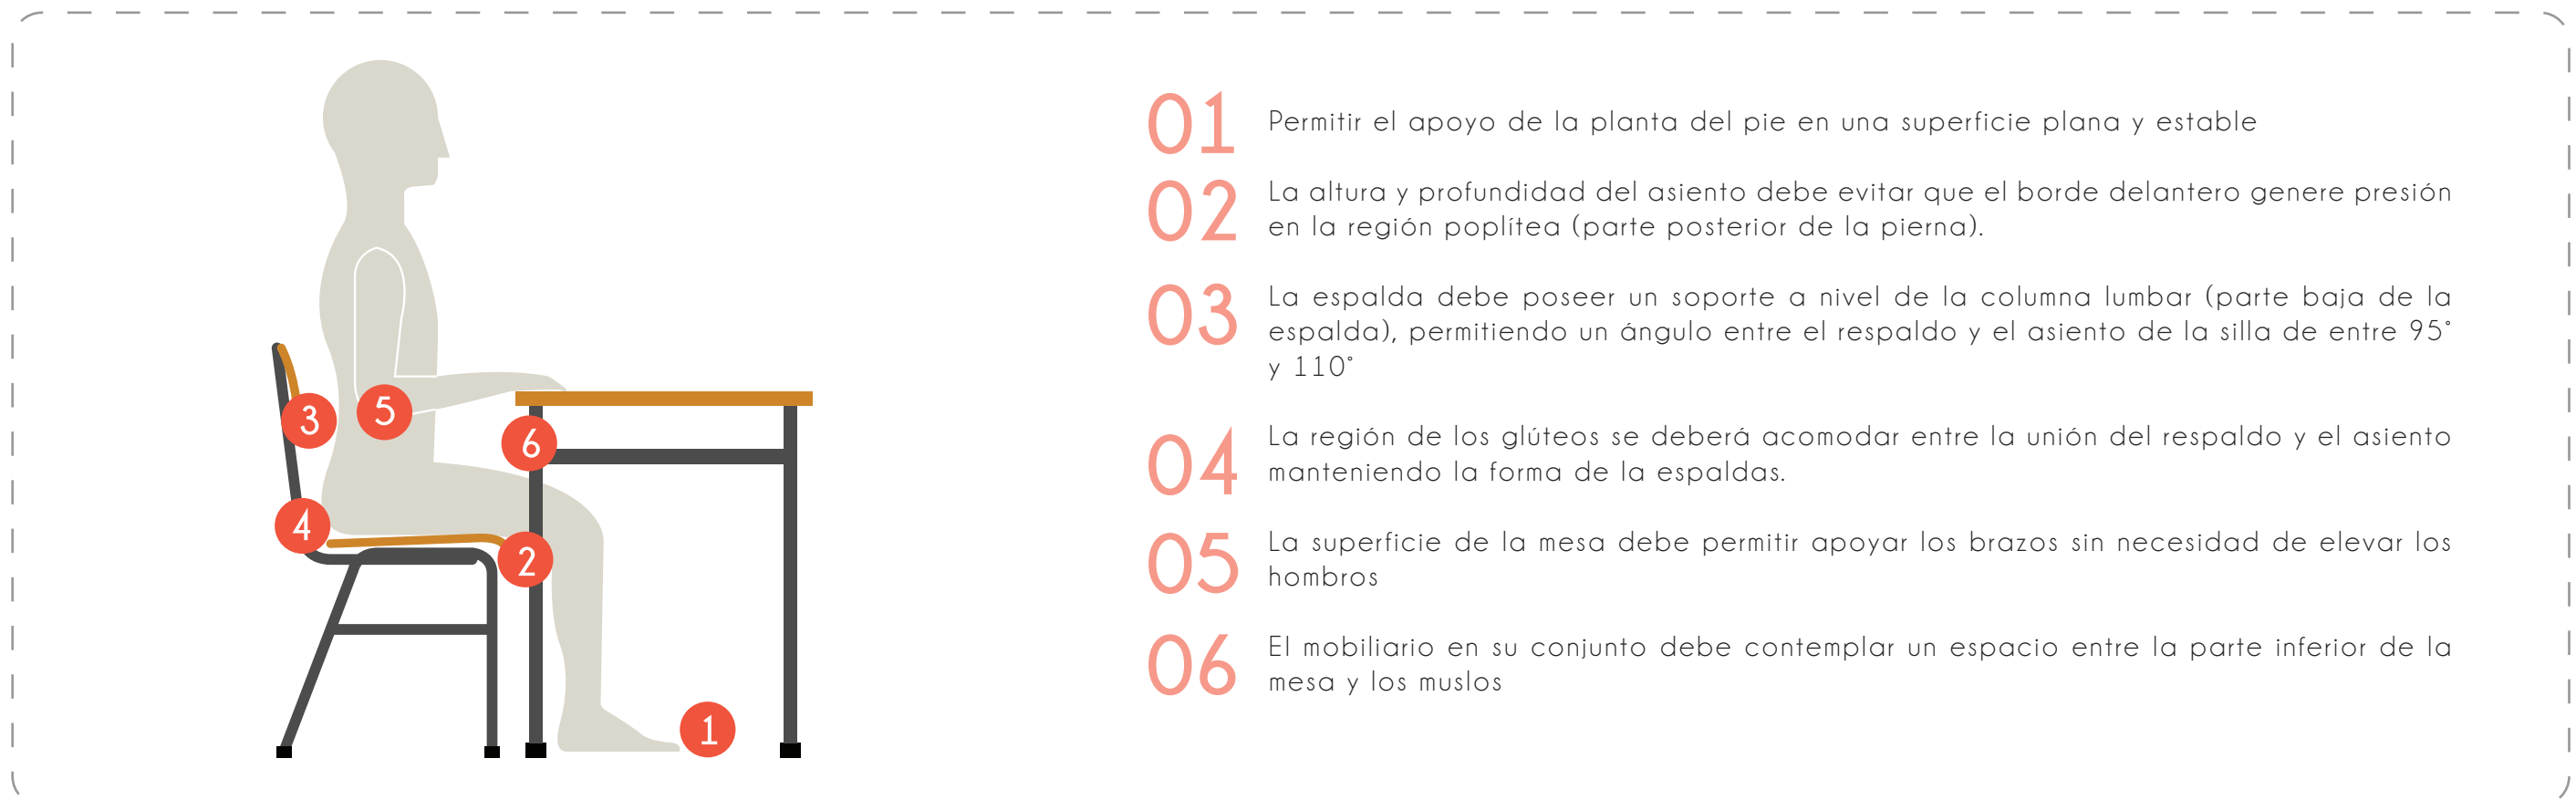 3
5
6
4
2
1
01 Permitir el apoyo de la planta del pie en una superficie plana y estable
02 La altura y profundidad del asiento debe evitar que el borde delantero genere presión
en la región poplítea (parte posterior de la pierna).
03 La espalda debe poseer un soporte a nivel de la columna lumbar (parte baja de la
espalda), permitiendo un ángulo entre el respaldo y el asiento de la silla de entre 95°
y 110°
04 La región de los glúteos se deberá acomodar entre la unión del respaldo y el asiento
manteniendo la forma de la espaldas.
05 La superficie de la mesa debe permitir apoyar los brazos sin necesidad de elevar los
hombros
06 El mobiliario en su conjunto debe contemplar un espacio entre la parte inferior de la
mesa y los muslos